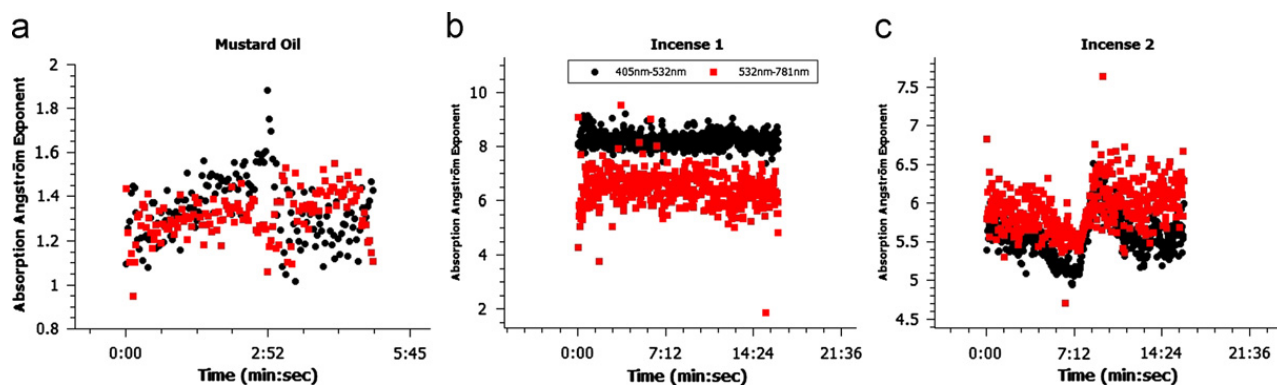 a
Mustard Oil
Absorption Angström Exponent
2
1.8
1.6
1.4
1.2
1
0.8
0:00
2:52
5:45
Time (min:sec)
b
Incense 1
405nm-532nm
532nm-781nm
Absorption Angström Exponent
10
8
6
4
2
0:00
7:12
14:24
21:36
Time (min:sec)
c
Incense 2
Absorption Angström Exponent
7.5
7
6.5
6
5.5
5
4.5
0:00
7:12
14:24
21:36
Time (min:sec)